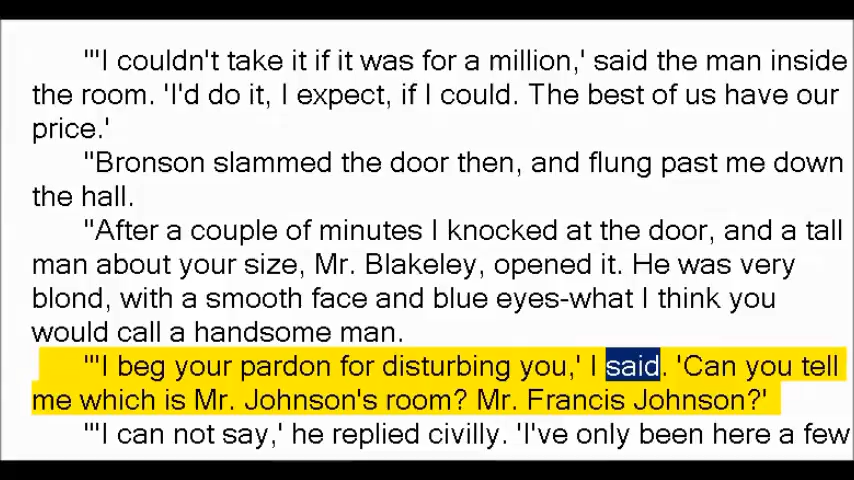 "'I couldn't take it if it was for a million,' said the man inside
the room. 'I'd do it, I expect, if I could. The best of us have our
price.'
"Bronson slammed the door then, and flung past me down
the hall.
"After a couple of minutes I knocked at the door, and a tall
man about your size, Mr. Blakeley, opened it. He was very
blond, with a smooth face and blue eyes-what I think you
would call a handsome man.
"'I beg your pardon for disturbing you,' I said. 'Can you tell
me which is Mr. Johnson's room? Mr. Francis Johnson?'
"'I can not say,' he replied civilly. 'I've only been here a few